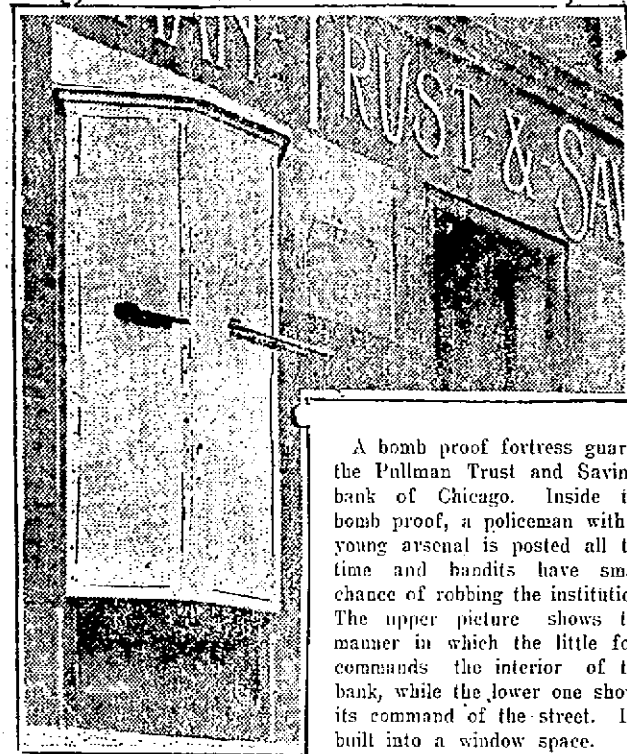 TRUST & SAV
A bomb proof fortress guar
the Pullman Trust and Savin
bank of Chicago. Inside t
bomb proof, a policeman with
young arsenal is posted all t
time and bandits have sma
chance of robbing the institutio
The upper picture shows t
manner in which the little fo
commands the interior of t
bank, while the lower one show
its command of the street. I
built into a window space.